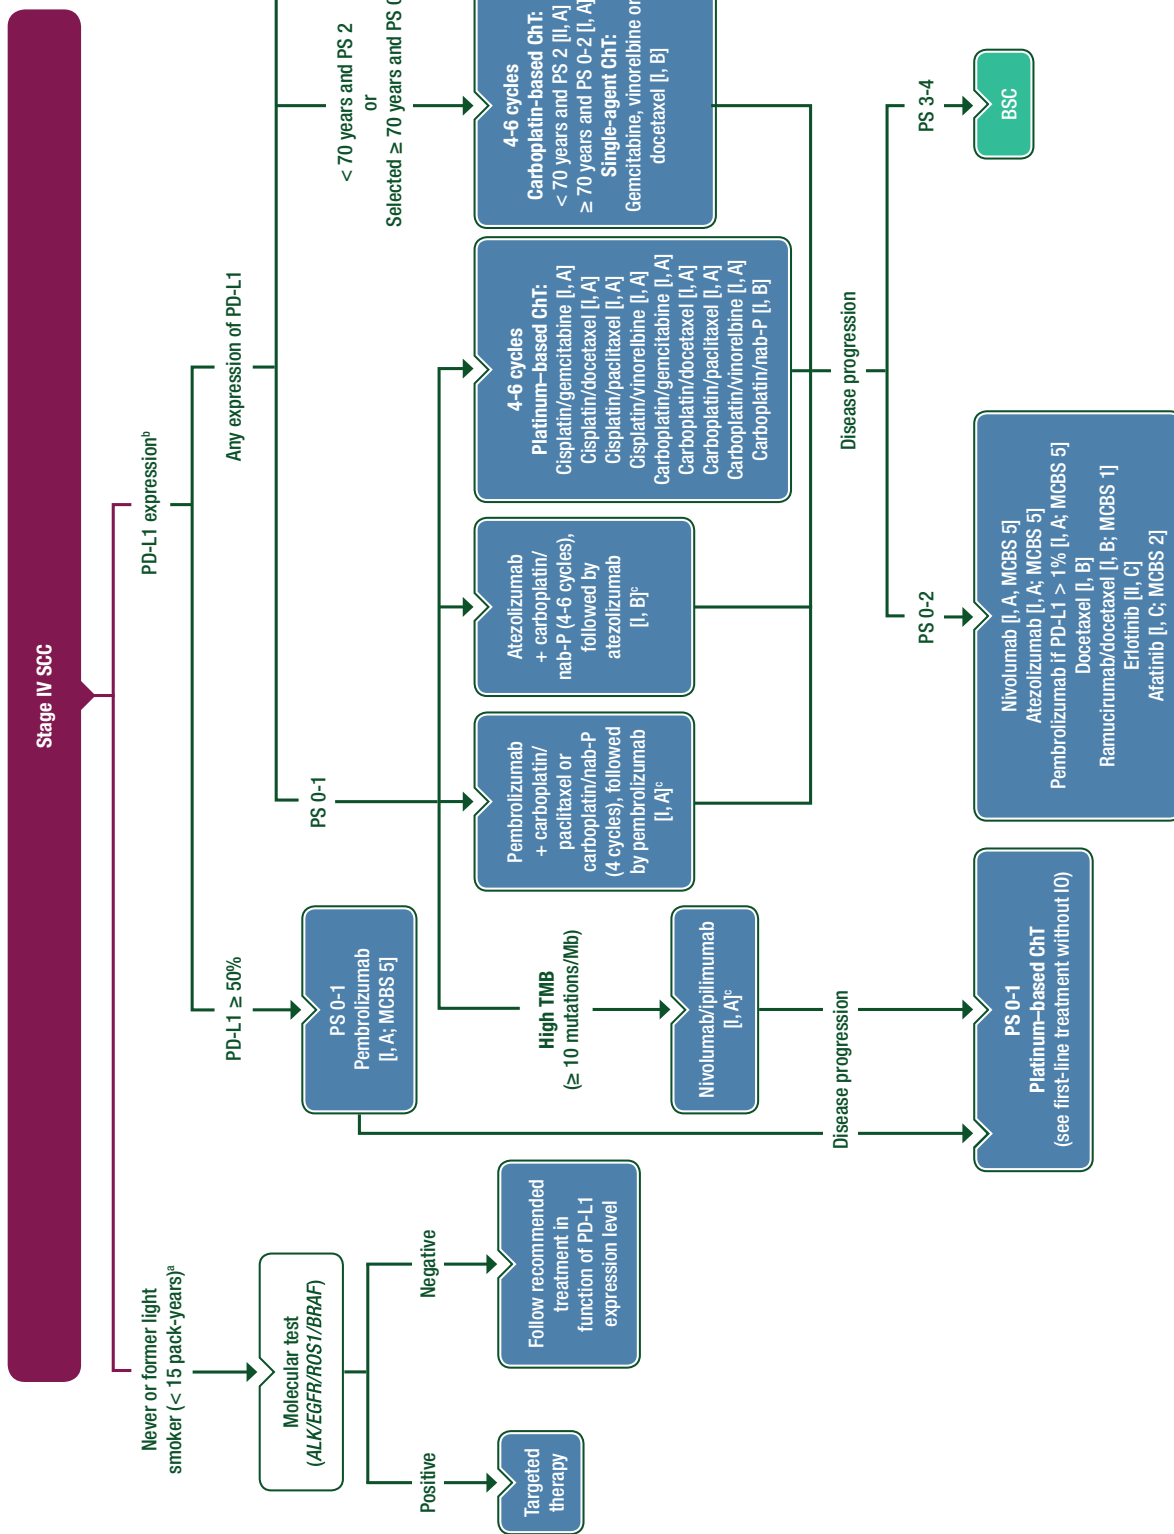 Stage IV SCC
Never or former light
smoker (< 15 pack-years)a
Molecular test
(ALK/EGFR/ROS1/BRAF)
Positive
Targeted
therapy
Negative
Follow recommended
treatment in
function of PD-L1
expression level
PD-L1 expressionb
PD-L1 ≥ 50%
PS 0-1
Pembrolizumab
[I, A; MCBS 5]
Any expression of PD-L1
PS 0-1
High TMB
(≥ 10 mutations/Mb)
Nivolumab/ipilimumab
[I, A]c
Disease progression
PS 0-1
Platinum–based ChT
(see first-line treatment without IO)
Pembrolizumab
+ carboplatin/
paclitaxel or
carboplatin/nab-P
(4 cycles), followed
by pembrolizumab
[I, A]c
Atezolizumab
+ carboplatin/
nab-P (4-6 cycles),
followed by
atezolizumab
[I, B]c
4-6 cycles
Platinum–based ChT:
Cisplatin/gemcitabine [I, A]
Cisplatin/docetaxel [I, A]
Cisplatin/paclitaxel [I, A]
Cisplatin/vinorelbine [I, A]
Carboplatin/gemcitabine [I, A]
Carboplatin/docetaxel [I, A]
Carboplatin/paclitaxel [I, A]
Carboplatin/vinorelbine [I, A]
Carboplatin/nab-P [I, B]
< 70 years and PS 2
or
Selected ≥ 70 years and PS 0
4-6 cycles
Carboplatin-based ChT:
< 70 years and PS 2 [II, A]
≥ 70 years and PS 0-2 [I, A]
Single-agent ChT:
Gemcitabine, vinorelbine or
docetaxel [I, B]
Disease progression
PS 0-2
Nivolumab [I, A, MCBS 5]
Atezolizumab [I, A; MCBS 5]
Pembrolizumab if PD-L1 > 1% [I, A; MCBS 5]
Docetaxel [I, B]
Ramucirumab/docetaxel [I, B; MCBS 1]
Erlotinib [II, C]
Afatinib [I, C; MCBS 2]
PS 3-4
BSC